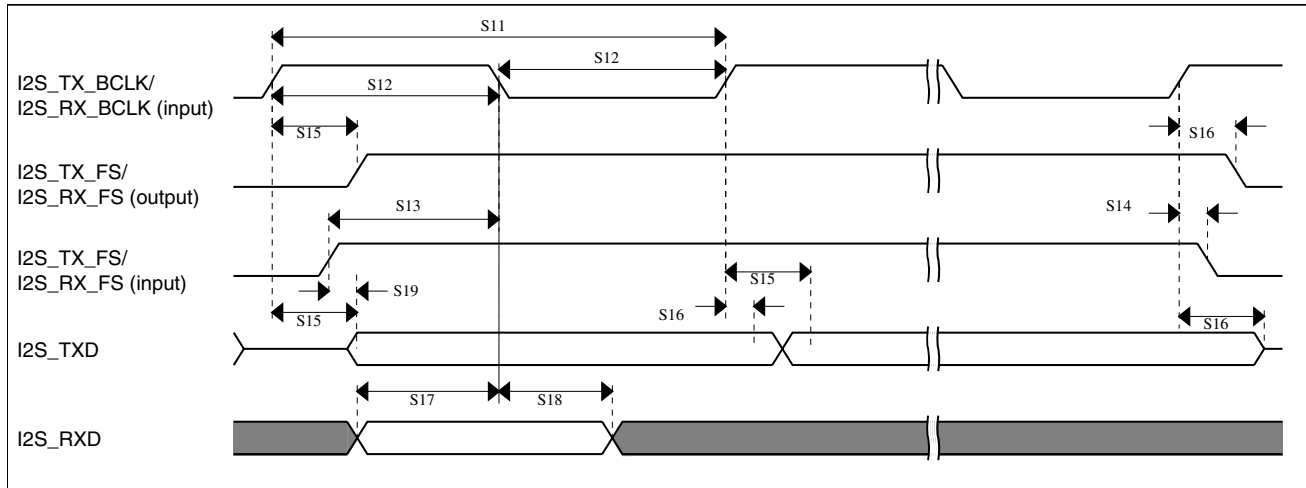 S11
I2S_TX_BCLK/
I2S_RX_BCLK (input)
S12
S12
S15
S16
I2S_TX_FS/
I2S_RX_FS (output)
S13
S14
I2S_TX_FS/
I2S_RX_FS (input)
S15
S19
S15
S16
S16
I2S_TXD
S17
S18
I2S_RXD